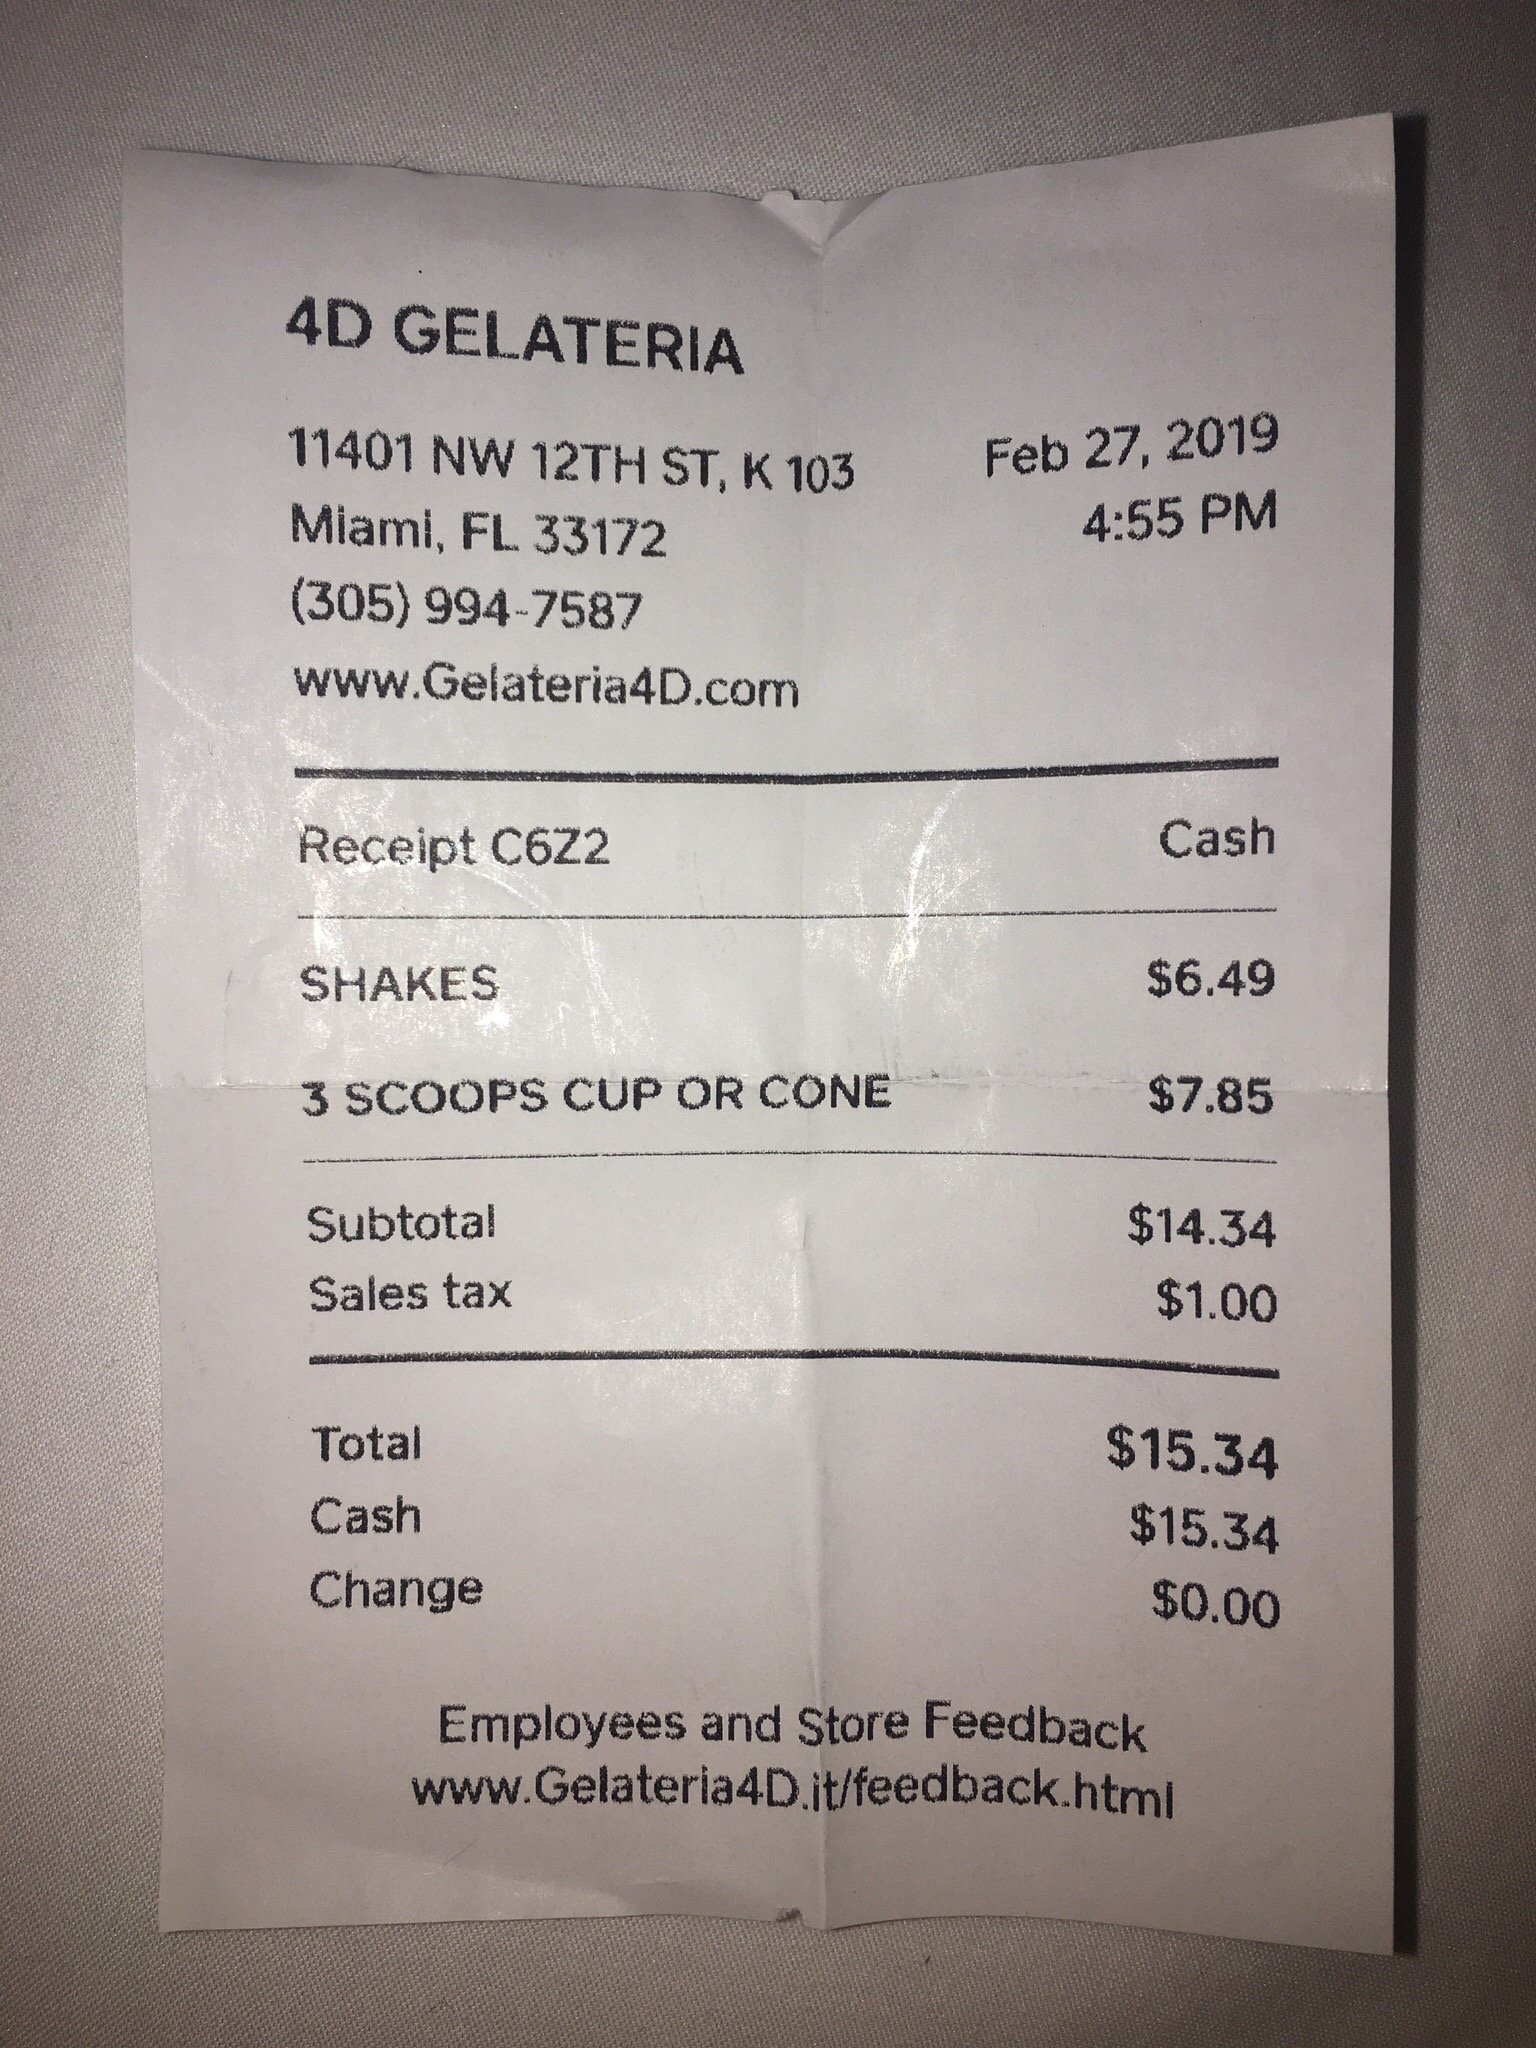 4D GELATERIA
11401 NW 12TH ST, K 103 Feb 27, 2019
Miami, FL 33172 4:55 PM
(305) 994-7587
www.Gelateria4D.com
Receipt C6Z2 Cash
SHAKES $6.49
3 SCOOPS CUP OR CONE $7.85
Subtotal $14.34
Sales tax $1.00
Total $15.34
Cash $15.34
Change $0.00
Employees and Store Feedback
www.Gelateria4D.it/feedback.html